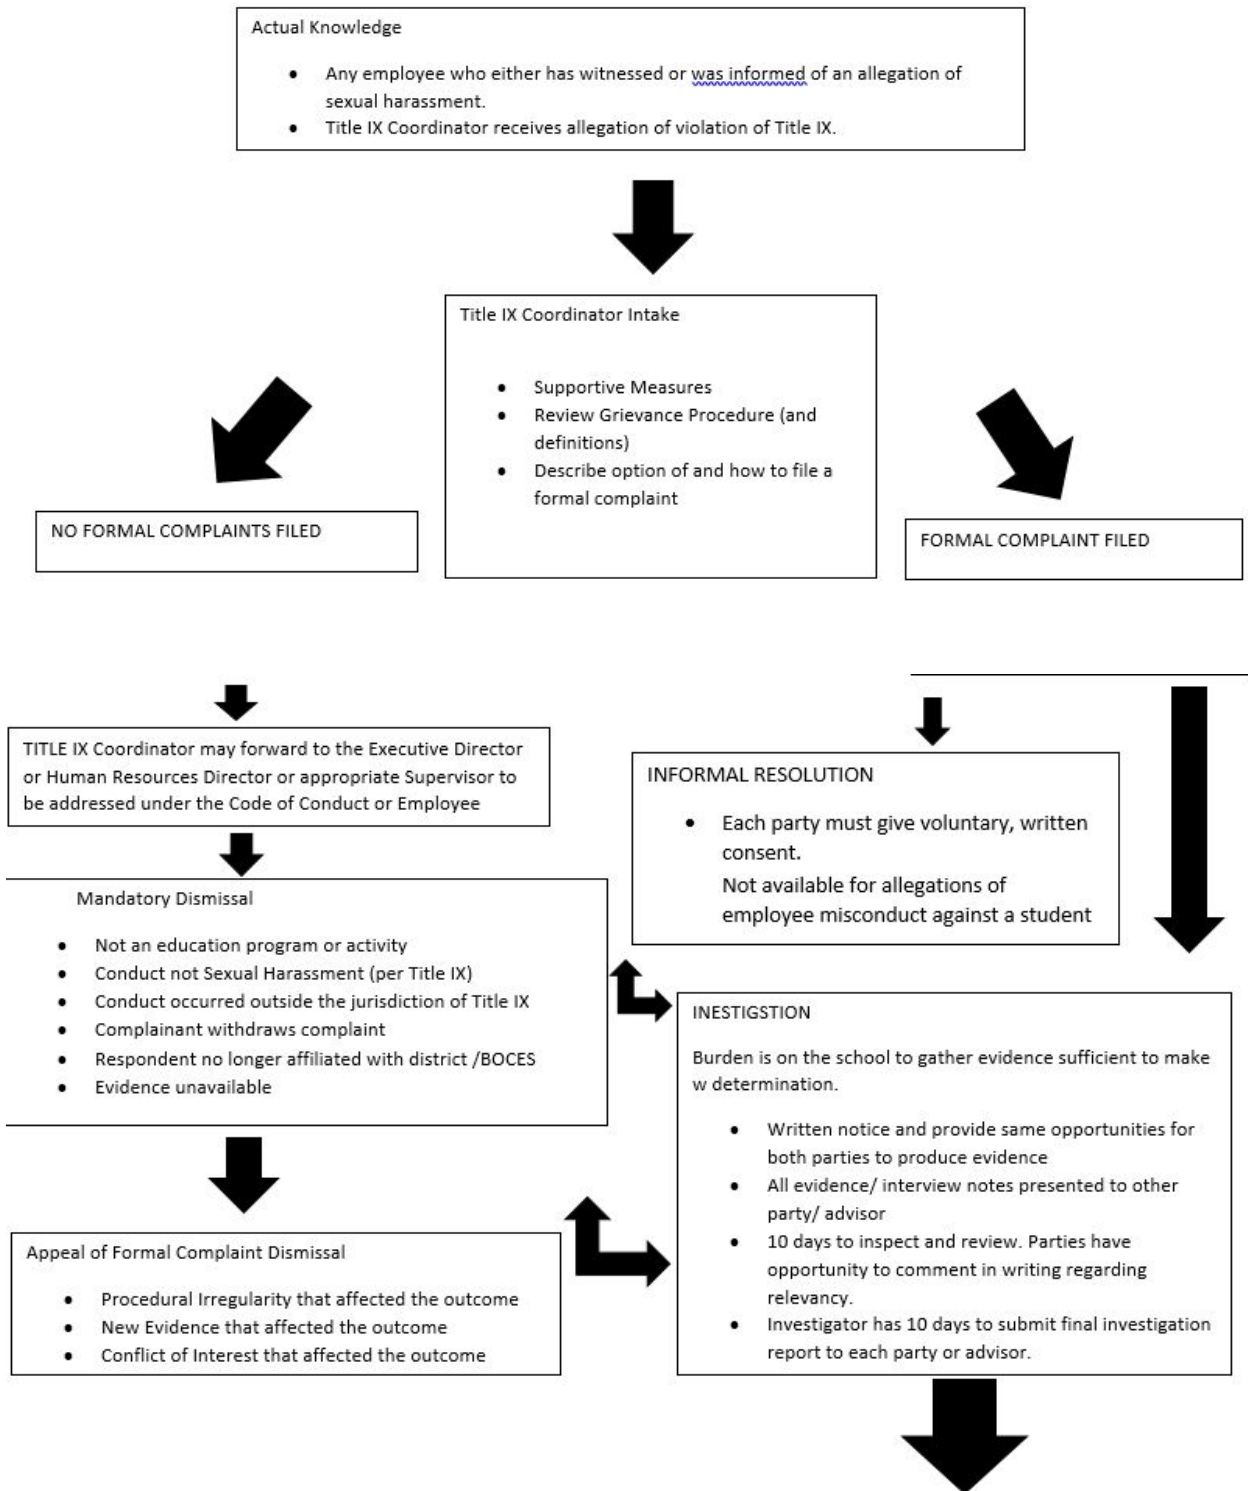 Actual Knowledge
• Any employee who either has witnessed or was informed of an allegation of
sexual harassment.
• Title IX Coordinator receives allegation of violation of Title IX.
Title IX Coordinator Intake
• Supportive Measures
• Review Grievance Procedure (and
definitions)
• Describe option of and how to file a
formal complaint
NO FORMAL COMPLAINTS FILED
FORMAL COMPLAINT FILED
TITLE IX Coordinator may forward to the Executive Director
or Human Resources Director or appropriate Supervisor to
be addressed under the Code of Conduct or Employee
INFORMAL RESOLUTION
• Each party must give voluntary, written
consent.
Not available for allegations of
employee misconduct against a student
Mandatory Dismissal
• Not an education program or activity
• Conduct not Sexual Harassment (per Title IX)
• Conduct occurred outside the jurisdiction of Title IX
• Complainant withdraws complaint
• Respondent no longer affiliated with district /BOCES
• Evidence unavailable
INESTIGSTION
Burden is on the school to gather evidence sufficient to make
w determination.
• Written notice and provide same opportunities for
both parties to produce evidence
• All evidence/ interview notes presented to other
party/ advisor
• 10 days to inspect and review. Parties have
opportunity to comment in writing regarding
relevancy.
• Investigator has 10 days to submit final investigation
report to each party or advisor.
Appeal of Formal Complaint Dismissal
• Procedural Irregularity that affected the outcome
• New Evidence that affected the outcome
• Conflict of Interest that affected the outcome